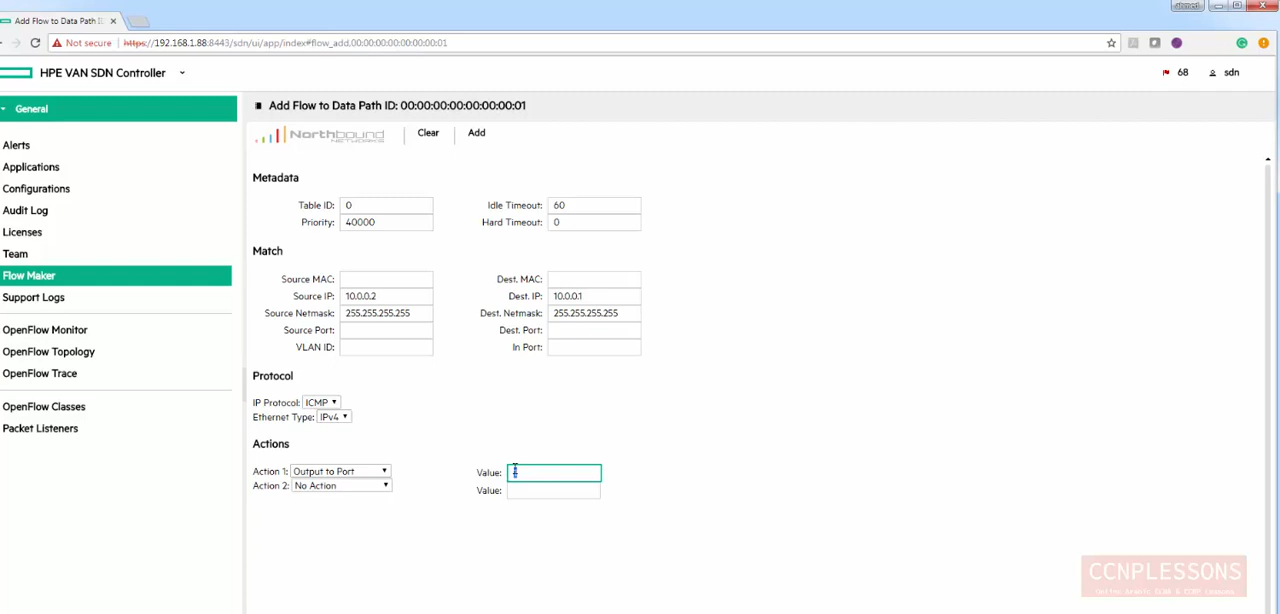 Add Flow to Data Path ID:
Not secure https://192.168.1.88:8443/sdn/ui/app/index#flow_add,00:00:00:00:00:00:00:01
HPE VAN SDN Controller
68 sdn
General
Add Flow to Data Path ID: 00:00:00:00:00:00:00:01
Northbound
NETWORKS
Clear Add
Alerts
Applications
Configurations
Audit Log
Licenses
Team
Flow Maker
Support Logs
OpenFlow Monitor
OpenFlow Topology
OpenFlow Trace
OpenFlow Classes
Packet Listeners
Metadata
Table ID: 0 Idle Timeout: 60
Priority: 40000 Hard Timeout: 0
Match
Source MAC: Dest. MAC:
Source IP: 10.0.0.2 Dest. IP: 10.0.0.1
Source Netmask: 255.255.255.255 Dest. Netmask: 255.255.255.255
Source Port: Dest. Port:
VLAN ID: In Port:
Protocol
IP Protocol: ICMP
Ethernet Type: IPv4
Actions
Action 1: Output to Port Value:
Action 2: No Action Value:
CCNPLESSONS